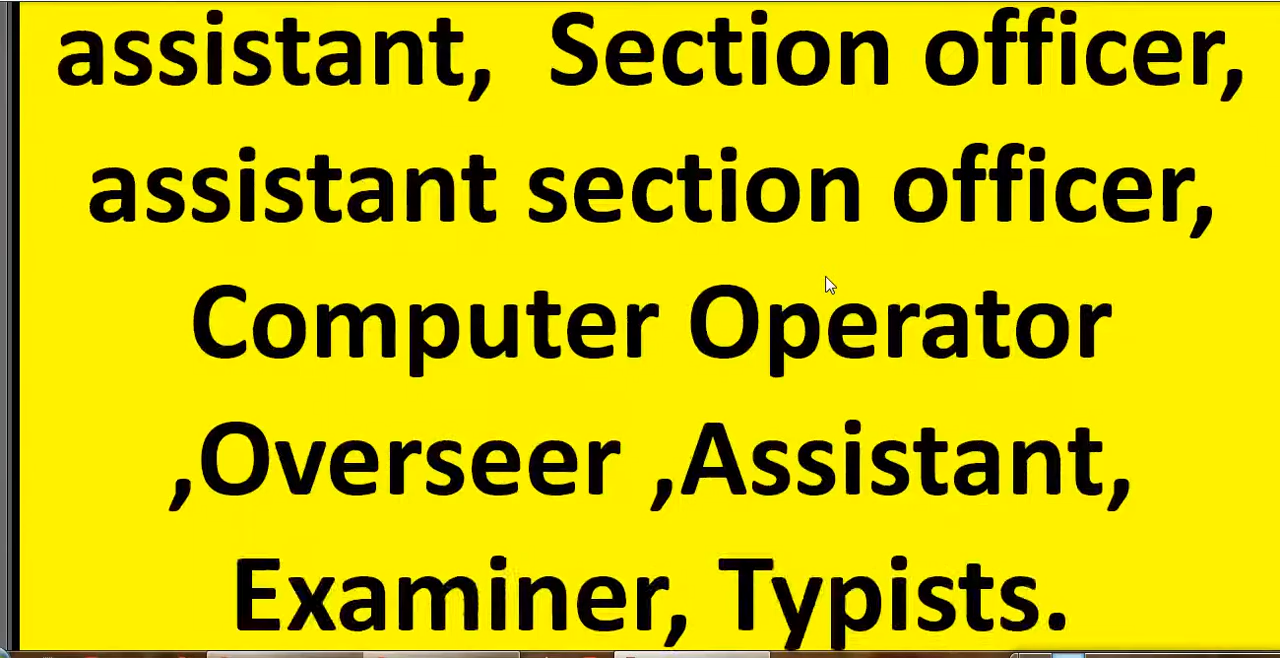 assistant, Section officer,
assistant section officer,
Computer Operator
,Overseer ,Assistant,
Examiner, Typists.